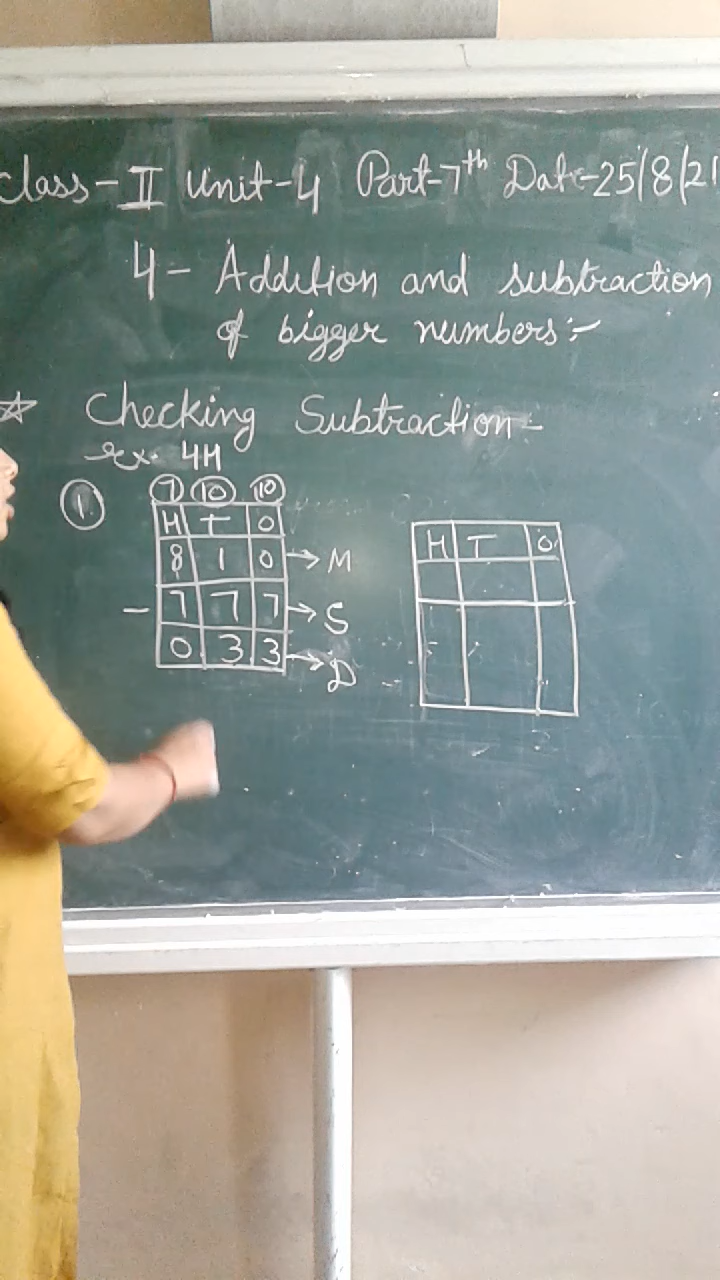 Class-II Unit-4 Part-7th Date-25/8/21
4- Addition and subtraction
of bigger numbers:-
☆ Checking Subtraction-
Ex. 4H
① 7 10 10
H T O
8 1 0 → M
- 7 7 7 → S
0 3 3 → D
H T O